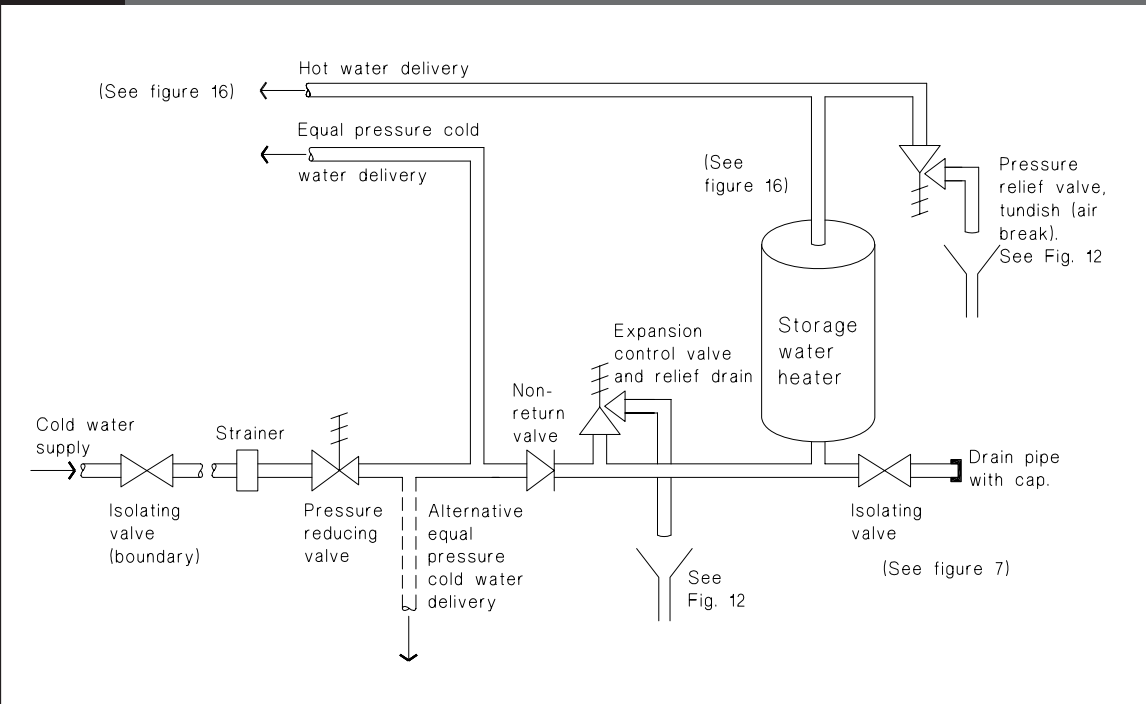 Hot water delivery
(See figure 16)
Equal pressure cold
water delivery
(See
figure 16)
Pressure
relief valve,
tundish (air
break).
See Fig. 12
Storage
water
heater
Expansion
control valve
and relief drain
Non-
return
valve
Cold water
supply
Strainer
Drain pipe
with cap.
Isolating
valve
(boundary)
Pressure
reducing
valve
Alternative
equal
pressure
cold water
delivery
Isolating
valve
(See figure 7)
See
Fig. 12